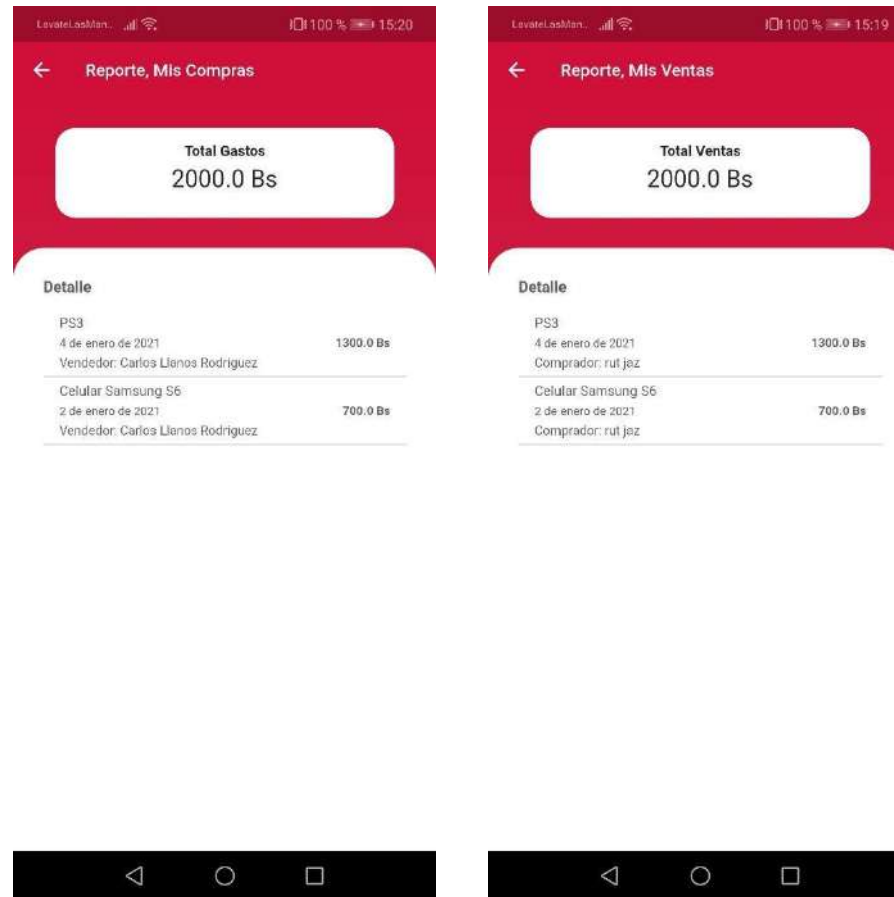 LavateLasMan... 100 % 15:20
Reporte, Mis Compras
Total Gastos
2000.0 Bs
Detalle
PS3
4 de enero de 2021 1300.0 Bs
Vendedor: Carlos Llanos Rodriguez
Celular Samsung S6
2 de enero de 2021 700.0 Bs
Vendedor: Carlos Llanos Rodriguez
LavateLasMan... 100 % 15:19
Reporte, Mis Ventas
Total Ventas
2000.0 Bs
Detalle
PS3
4 de enero de 2021 1300.0 Bs
Comprador: rut jaz
Celular Samsung S6
2 de enero de 2021 700.0 Bs
Comprador: rut jaz